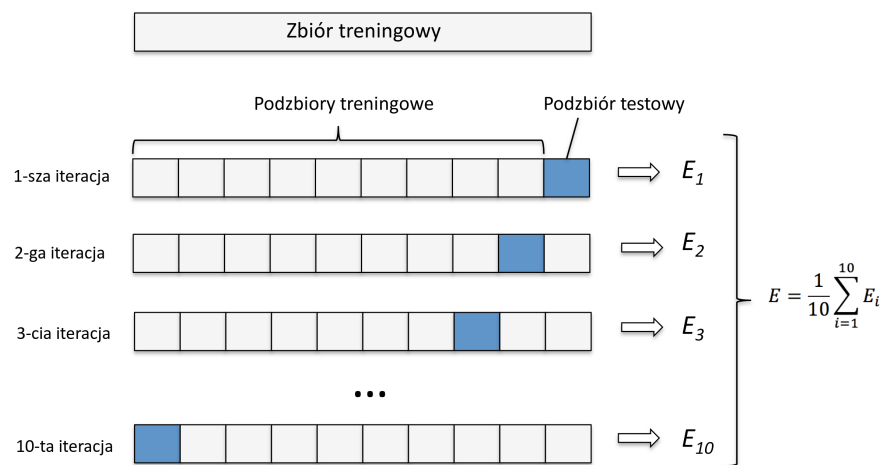 Zbiór treningowy
Podzbiory treningowe
Podzbiór testowy
1-sza iteracja
E₁
2-ga iteracja
E₂
3-cia iteracja
E₃
...
10-ta iteracja
E₁₀
E = 1/10 ∑_{i=1}^{10} E_i